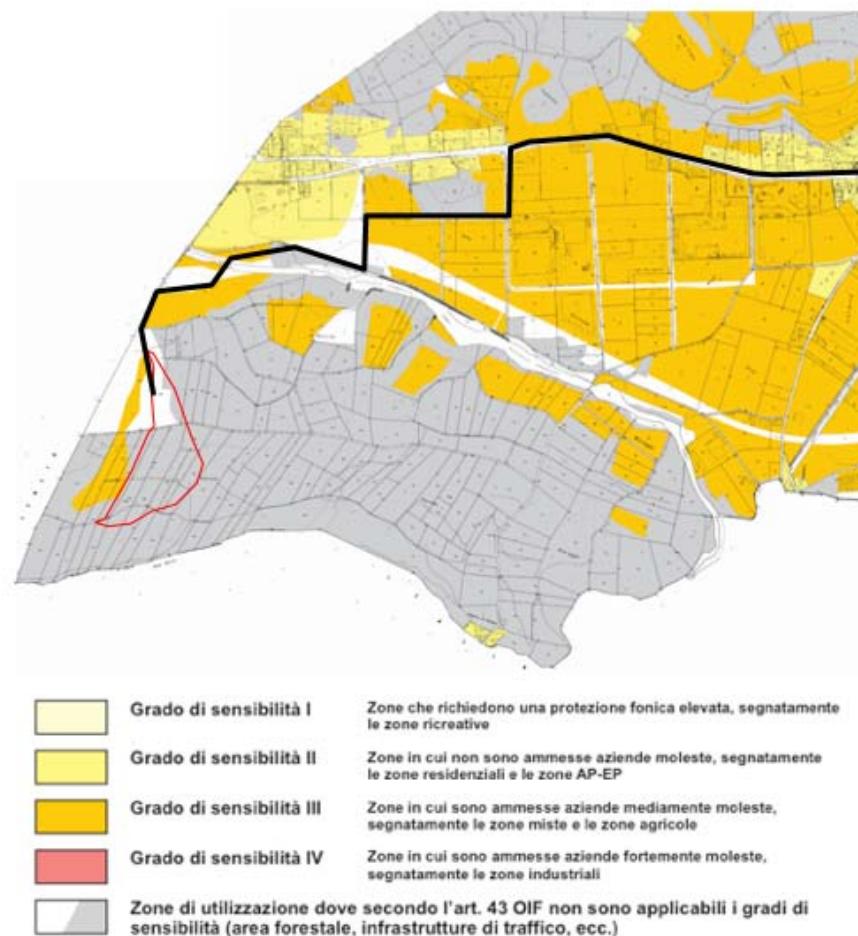 Grado di sensibilità I
Zone che richiedono una protezione fonica elevata, segnatamente
le zone ricreative
Grado di sensibilità II
Zone in cui non sono ammesse aziende moleste, segnatamente
le zone residenziali e le zone AP-EP
Grado di sensibilità III
Zone in cui sono ammesse aziende mediamente moleste,
segnatamente le zone miste e le zone agricole
Grado di sensibilità IV
Zone in cui sono ammesse aziende fortemente moleste,
segnatamente le zone industriali
Zone di utilizzazione dove secondo l'art. 43 OIF non sono applicabili i gradi di
sensibilità (area forestale, infrastrutture di traffico, ecc.)